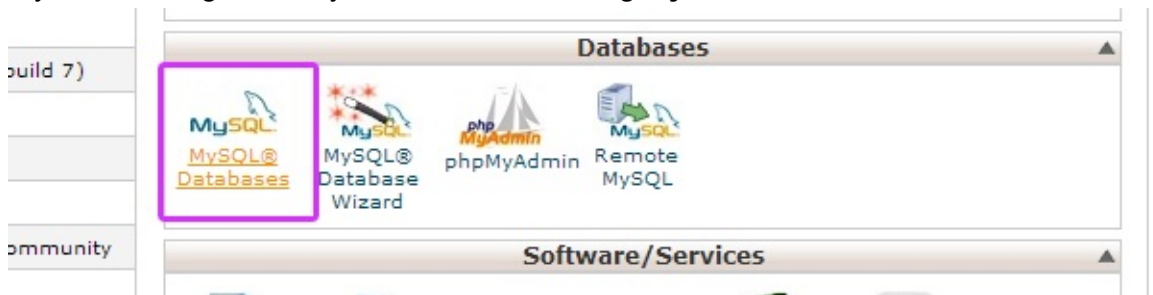 Databases
build 7)
MySQL
MySQL®
Databases
MySQL
MySQL®
Database
Wizard
php
MyAdmin
phpMyAdmin
MySQL
Remote
MySQL
ommunity
Software/Services